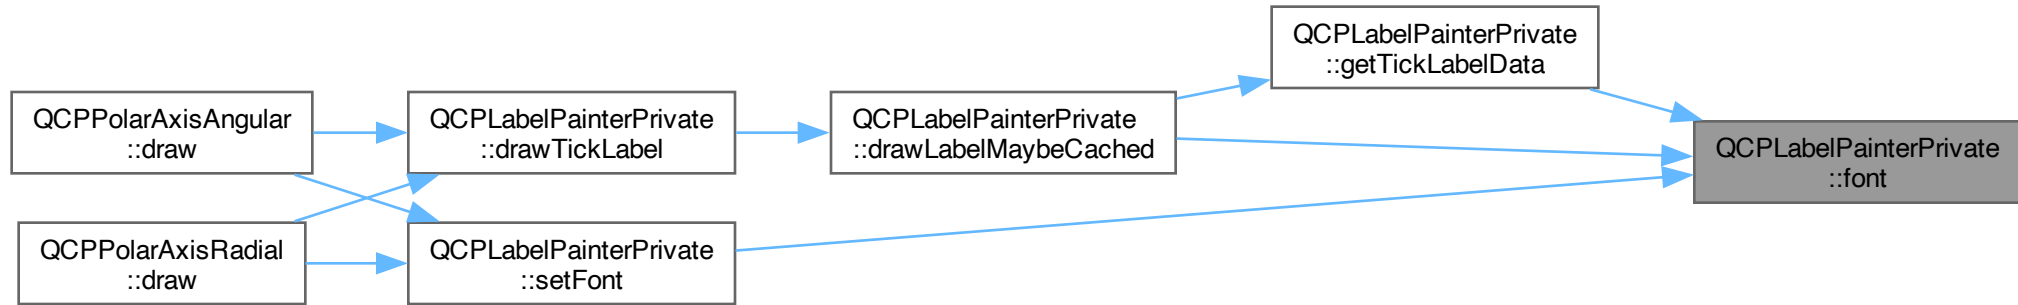 QCPLabelPainterPrivate
::getTickLabelData
QCPPolarAxisAngular
::draw
QCPLabelPainterPrivate
::drawTickLabel
QCPLabelPainterPrivate
::drawLabelMaybeCached
QCPLabelPainterPrivate
::font
QCPPolarAxisRadial
::draw
QCPLabelPainterPrivate
::setFont